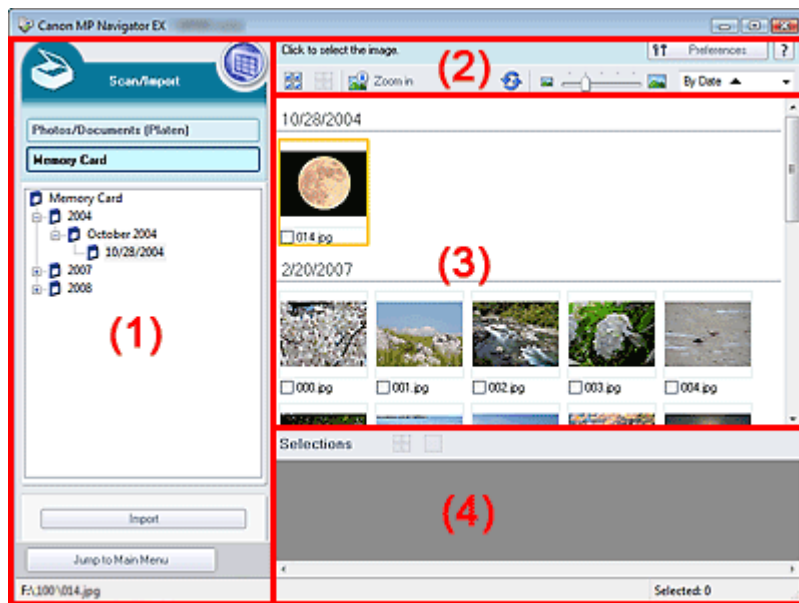 Canon MP Navigator EX
Scan/Import
Photos/Documents (Platen)
Memory Card
Memory Card
2004
October 2004
10/28/2004
2007
2008
(1)
Import
Jump to Main Menu
F:\100\014.jpg
Click to select the image.
Preferences
?
Zoom in
(2)
By Date
10/28/2004
014.jpg
(3)
2/20/2007
000.jpg 001.jpg 002.jpg 003.jpg 004.jpg
Selections
(4)
Selected: 0